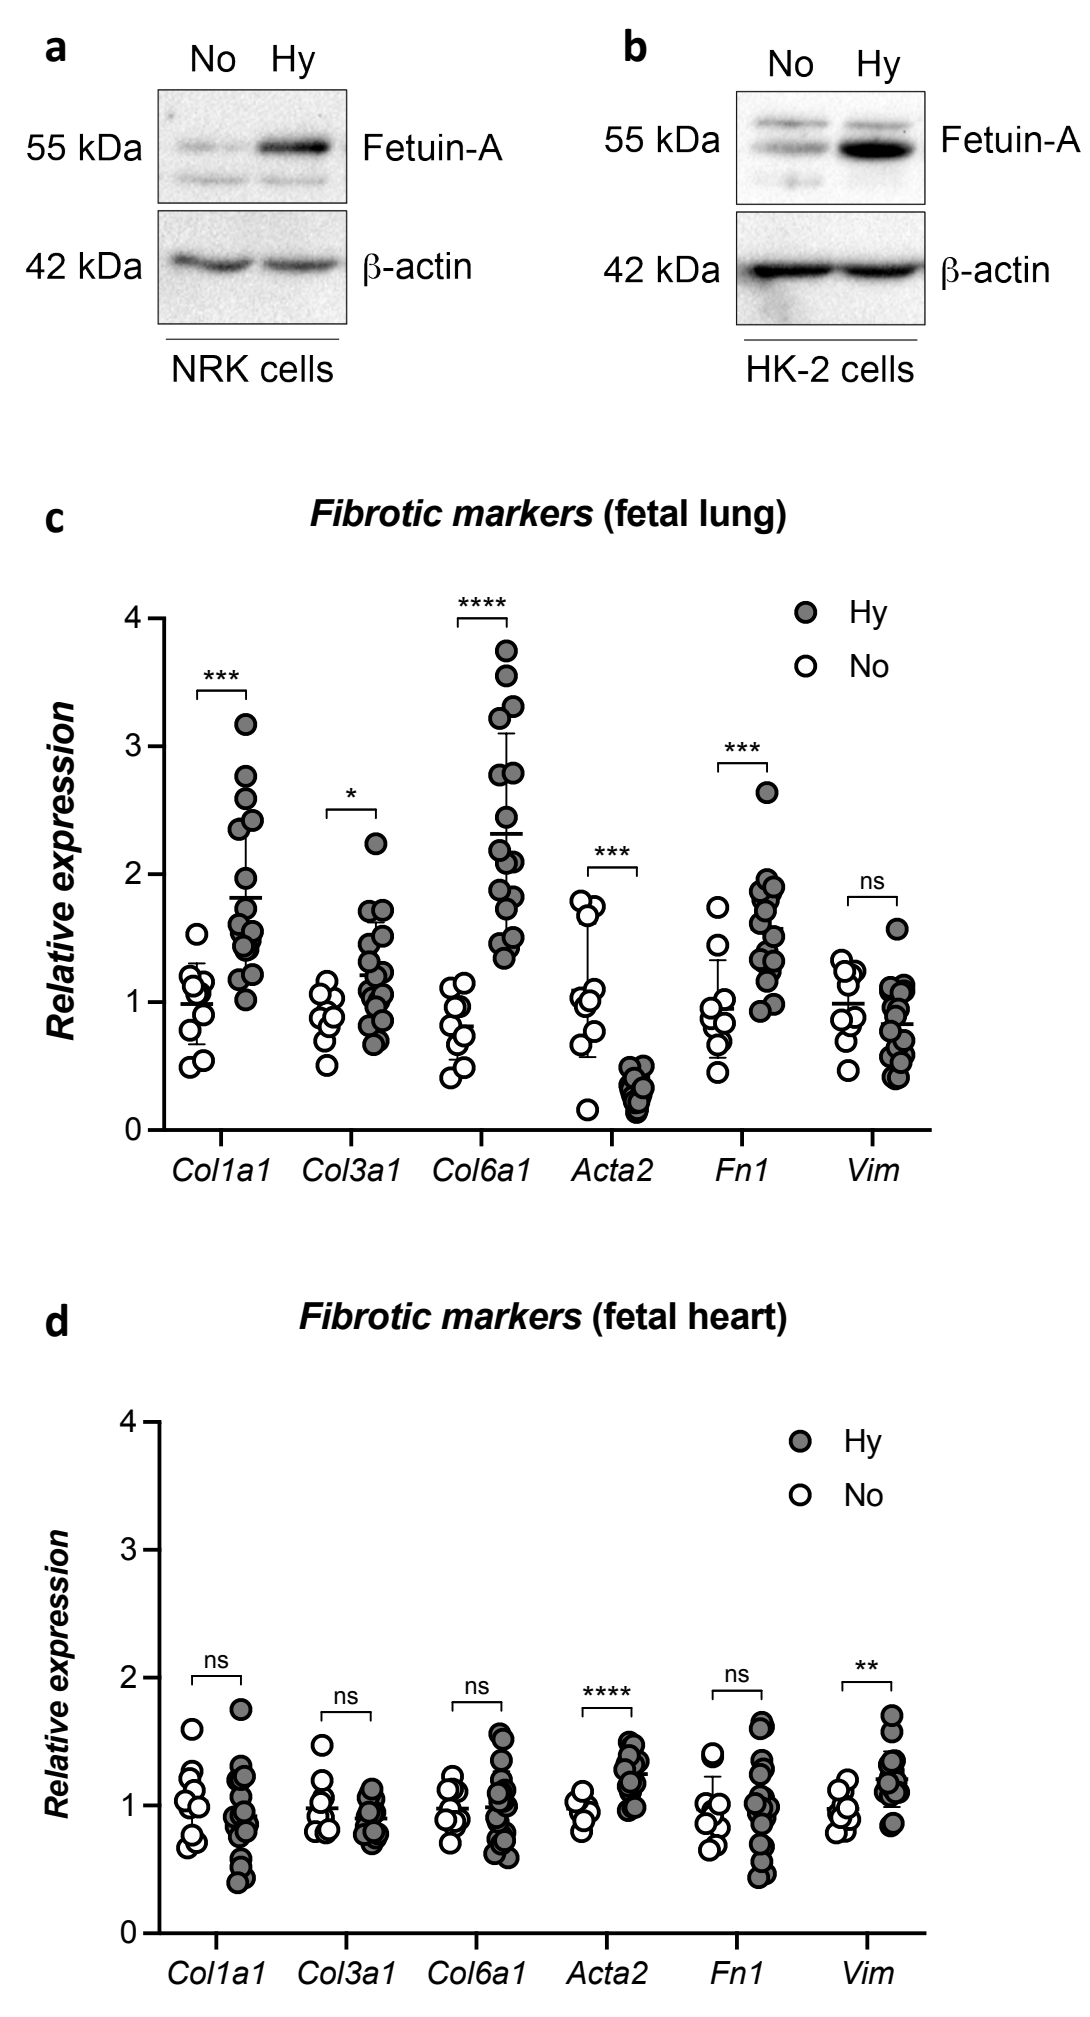 a
No Hy
55 kDa Fetuin-A
42 kDa β-actin
NRK cells
b
No Hy
55 kDa Fetuin-A
42 kDa β-actin
HK-2 cells
c
Fibrotic markers (fetal lung)
Relative expression
4
3
2
1
0
Hy
No
***
*
****
***
***
ns
Col1a1 Col3a1 Col6a1 Acta2 Fn1 Vim
d
Fibrotic markers (fetal heart)
Relative expression
4
3
2
1
0
Hy
No
ns
ns
ns
****
ns
**
Col1a1 Col3a1 Col6a1 Acta2 Fn1 Vim